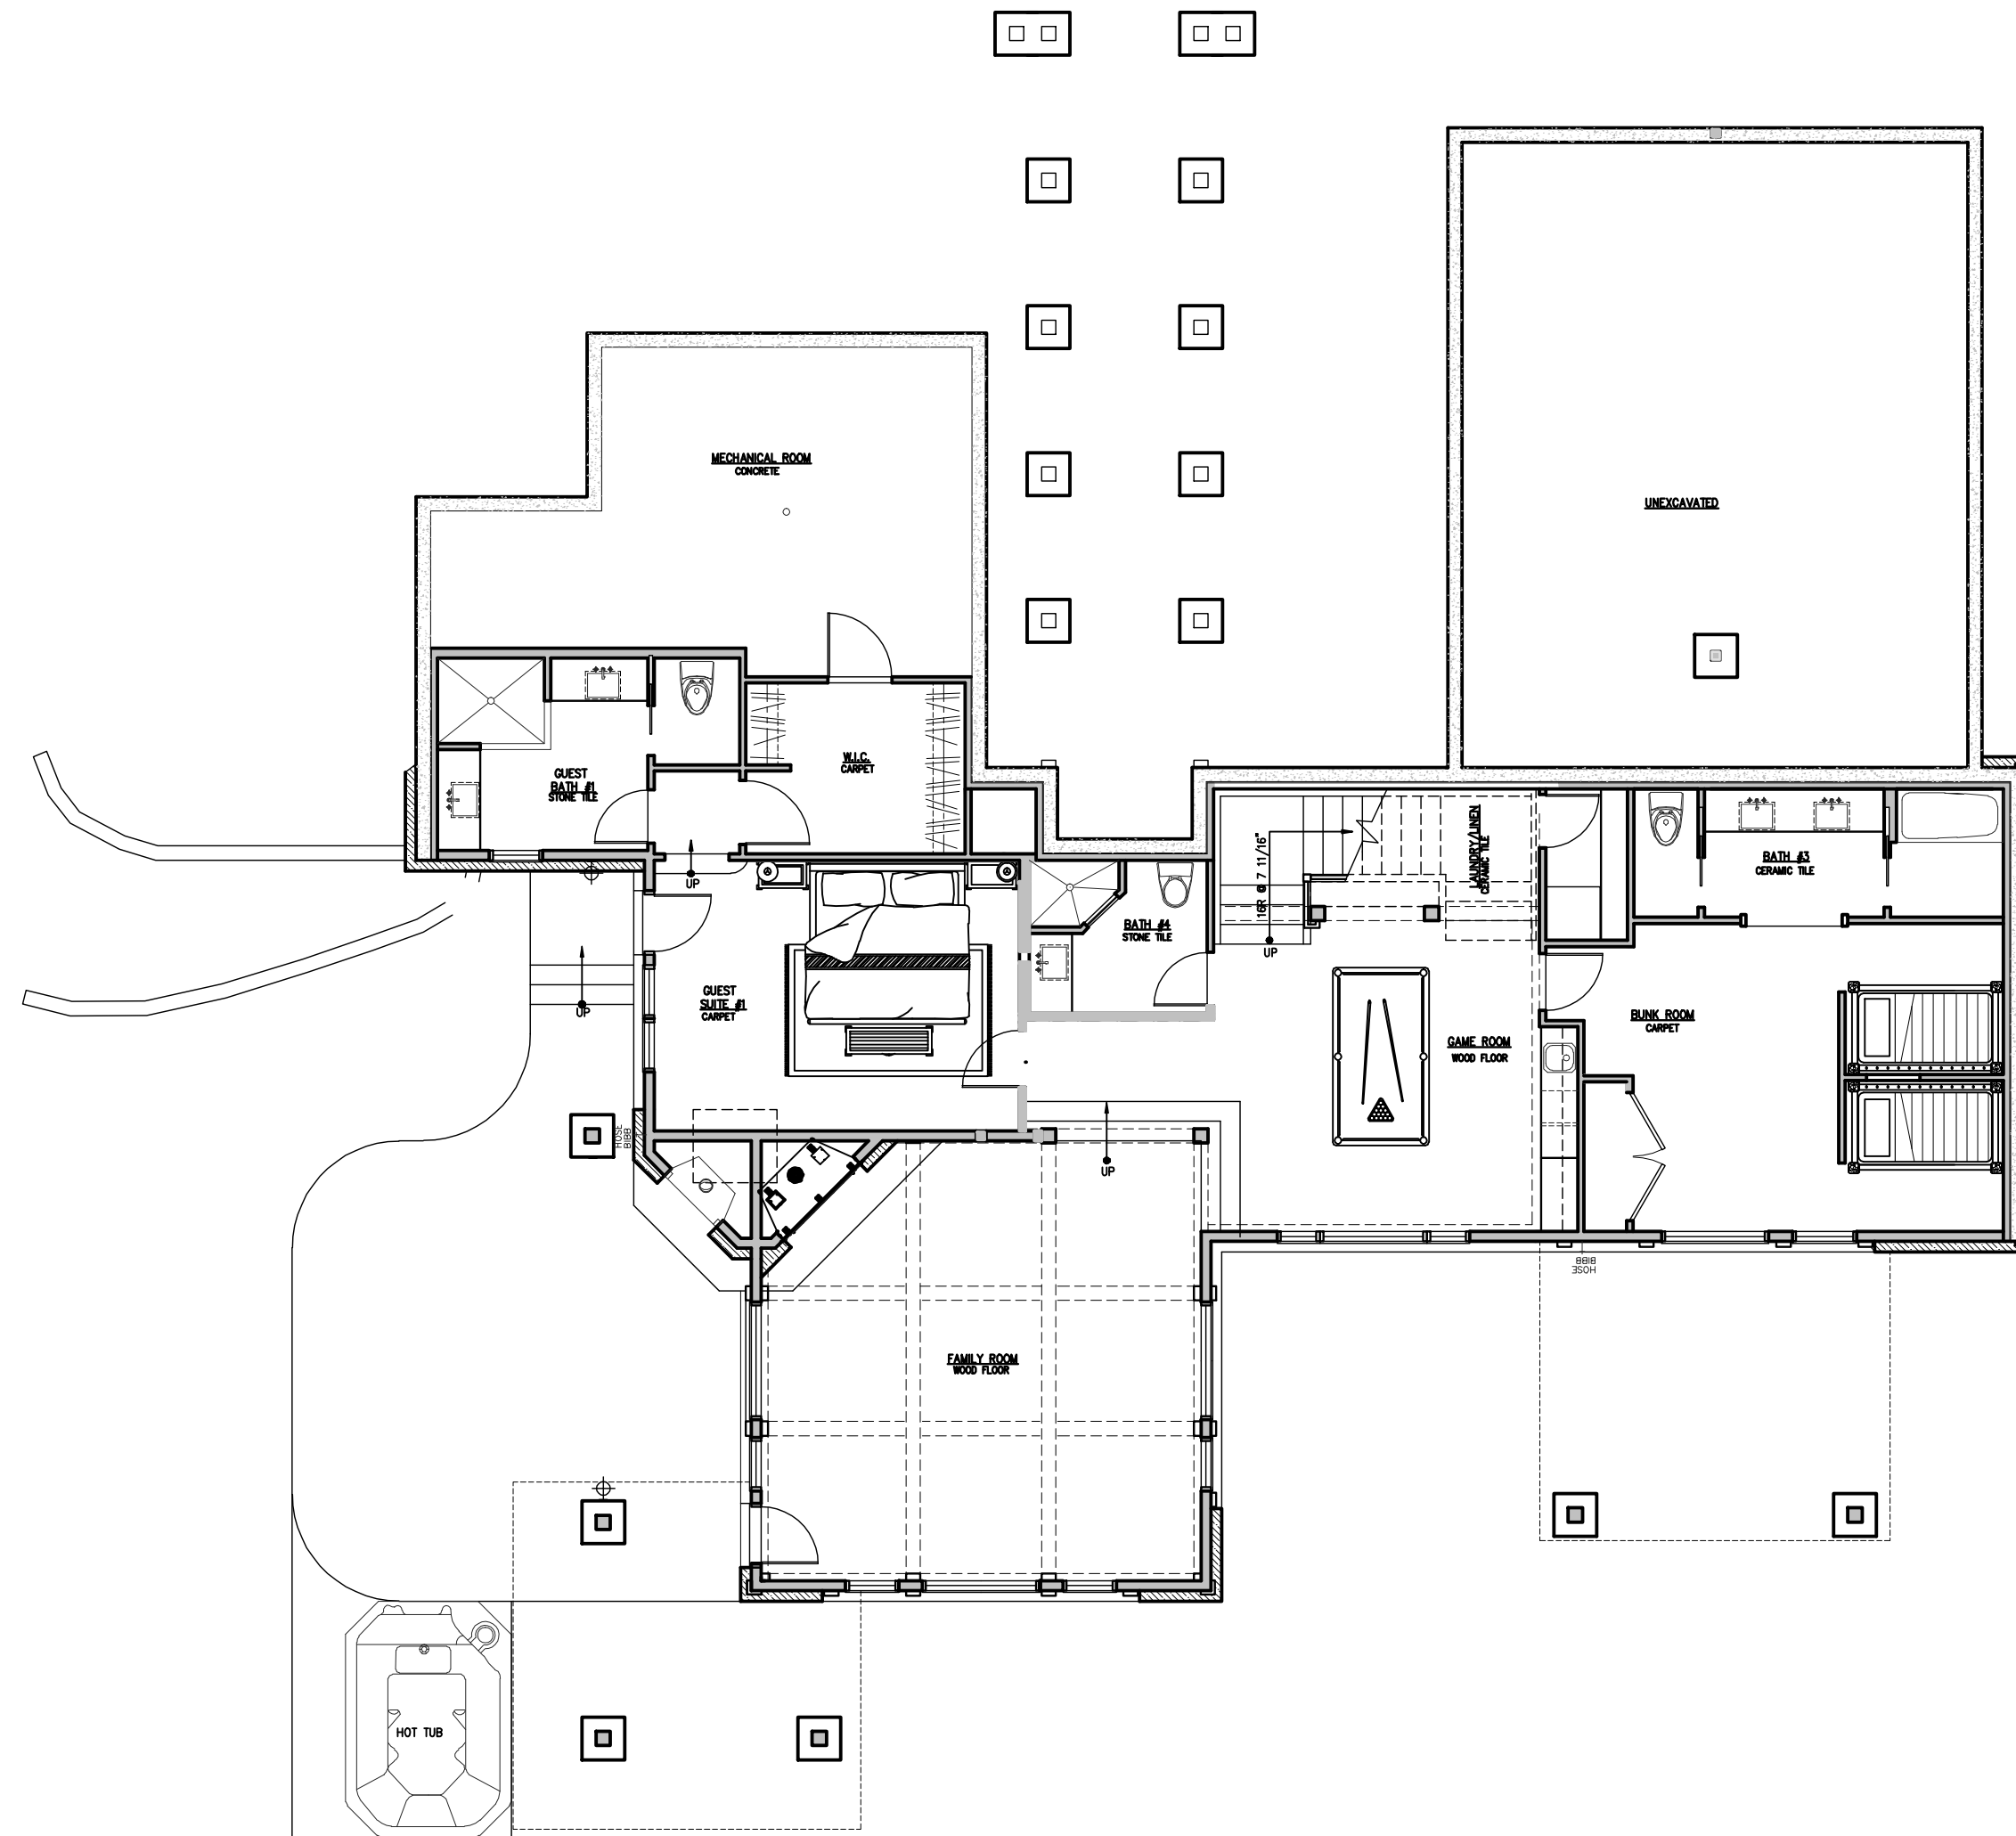 MECHANICAL ROOM
CONCRETE
UNEXCAVATED
GUEST
BATH #1
STONE TILE
W.I.C.
CARPET
UP
16R @ 7 11/16"
UP
LAUNDRY/LINEN
CERAMIC TILE
BATH #3
CERAMIC TILE
BATH #4
STONE TILE
GUEST
SUITE #1
CARPET
UP
BUNK ROOM
CARPET
GAME ROOM
WOOD FLOOR
HOSE
BIBB
UP
HOSE
BIBB
FAMILY ROOM
WOOD FLOOR
HOT TUB